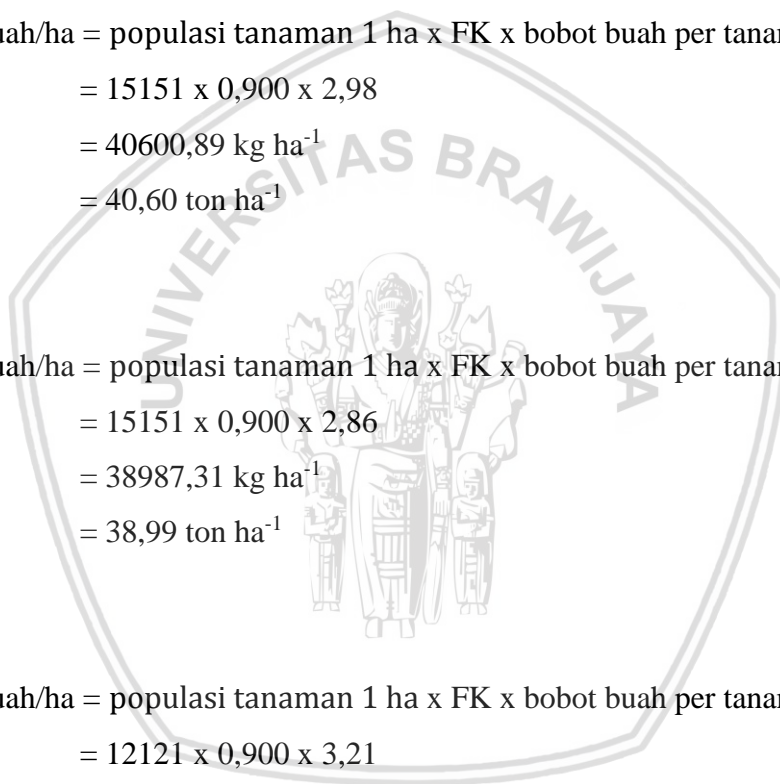 uah/ha = populasi tanaman 1 ha x FK x bobot buah per tanam
= 15151 x 0,900 x 2,98
= 40600,89 kg ha-1
= 40,60 ton ha-1
UNIVERSITAS BRAWIJAYA
uah/ha = populasi tanaman 1 ha x FK x bobot buah per tanam
= 15151 x 0,900 x 2,86
= 38987,31 kg ha-1
= 38,99 ton ha-1
uah/ha = populasi tanaman 1 ha x FK x bobot buah per tanam
= 12121 x 0,900 x 3,21